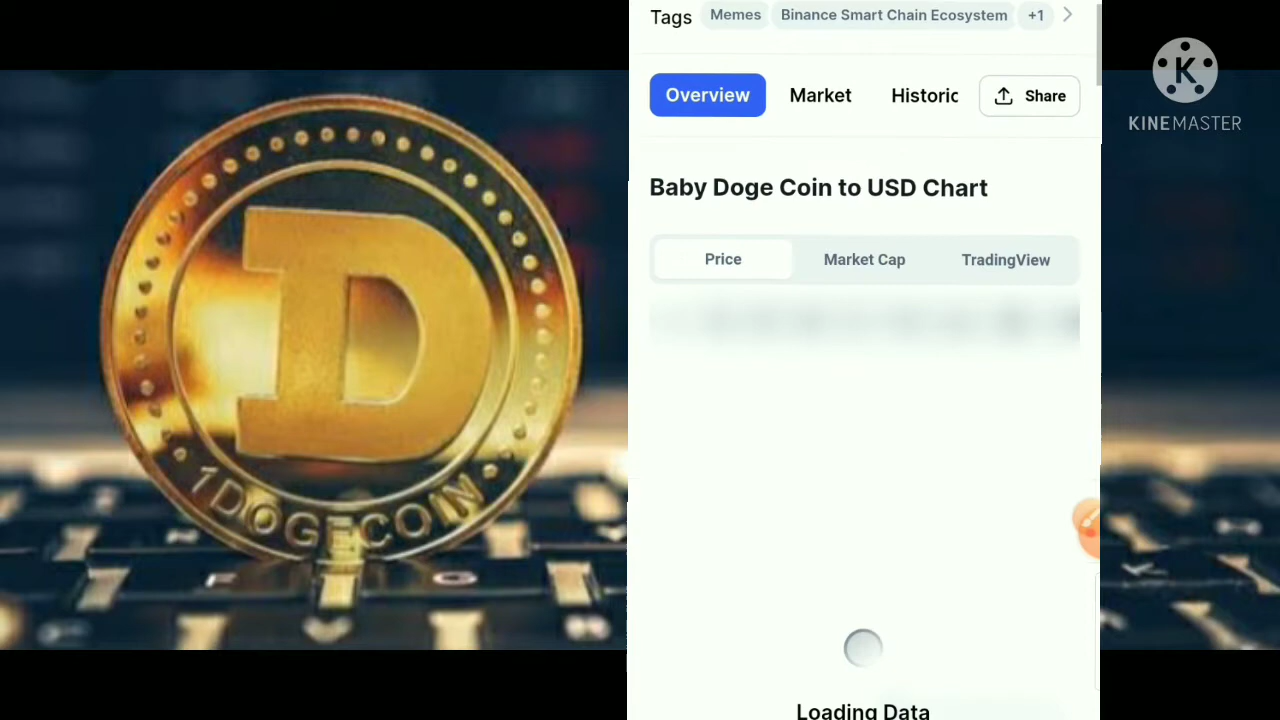 Tags Memes Binance Smart Chain Ecosystem +1
Overview Market Historic Share
Baby Doge Coin to USD Chart
Price Market Cap TradingView
Loading Data
1DOGECOIN
D
K
KINEMASTER